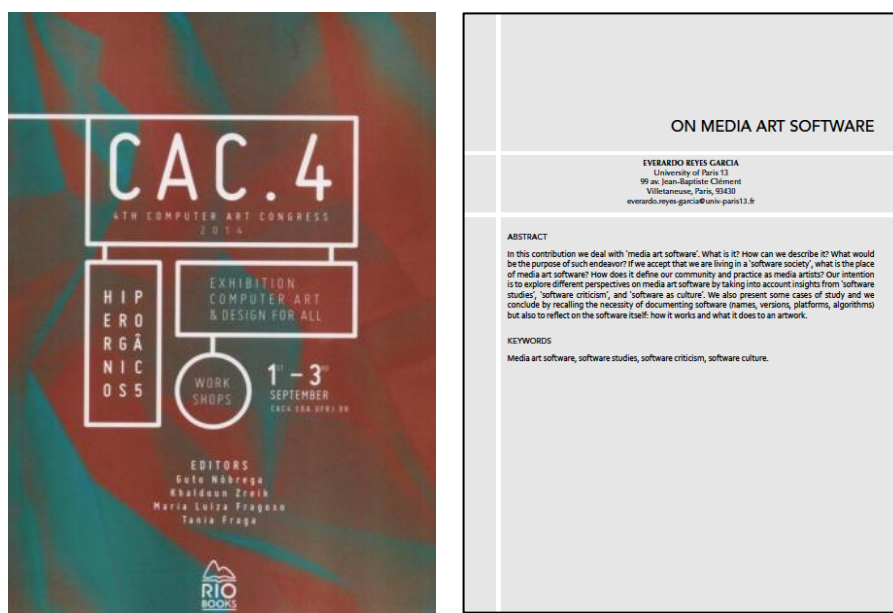 CAC.4
4TH COMPUTER ART CONGRESS
2014
HIP
ERO
RGÂ
NIC
OS5
EXHIBITION
COMPUTER ART
& DESIGN FOR ALL
WORK
SHOPS
1ST – 3RD
SEPTEMBER
CAC4.EBA.UFRJ.BR
EDITORS
Guto Nóbrega
Khaldoun Zreik
Maria Luiza Fragoso
Tania Fraga
RIO
BOOKS
ON MEDIA ART SOFTWARE
EVERARDO REYES GARCIA
University of Paris 13
99 av. Jean-Baptiste Clément
Villetaneuse, Paris, 93430
everardo.reyes-garcia@univ-paris13.fr
ABSTRACT
In this contribution we deal with 'media art software'. What is it? How can we describe it? What would
be the purpose of such endeavor? If we accept that we are living in a 'software society', what is the place
of media art software? How does it define our community and practice as media artists? Our intention
is to explore different perspectives on media art software by taking into account insights from 'software
studies', 'software criticism', and 'software as culture'. We also present some cases of study and we
conclude by recalling the necessity of documenting software (names, versions, platforms, algorithms)
but also to reflect on the software itself: how it works and what it does to an artwork.
KEYWORDS
Media art software, software studies, software criticism, software culture.